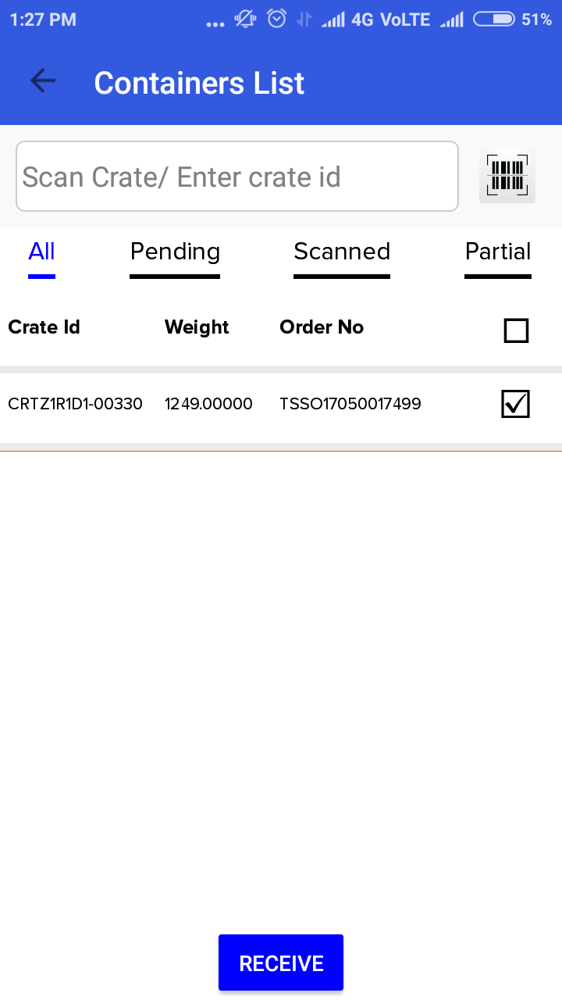 1:27 PM ... 4G VoLTE 51%
Containers List
Scan Crate/ Enter crate id
All Pending Scanned Partial
Crate Id Weight Order No
CRTZ1R1D1-00330 1249.00000 TSSO17050017499
RECEIVE